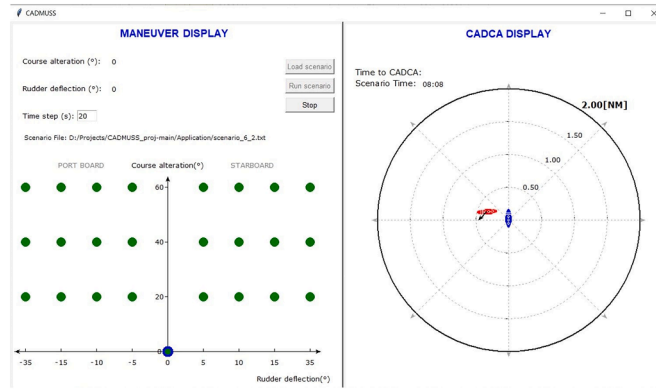 CADMUSS
MANEUVER DISPLAY
Course alteration (°): 0
Load scenario
Rudder deflection (°): 0
Run scenario
Time step (s): 20
Stop
Scenario File: D:/Projects/CADMUSS_proj-main/Application/scenario_6_2.txt
PORT BOARD Course alteration(°) STARBOARD
60
40
20
0
-35 -15 -10 -5 0 5 10 15 35
Rudder deflection(°)
CADCA DISPLAY
Time to CADCA:
Scenario Time: 08:08
2.00[NM]
1.50
1.00
0.50